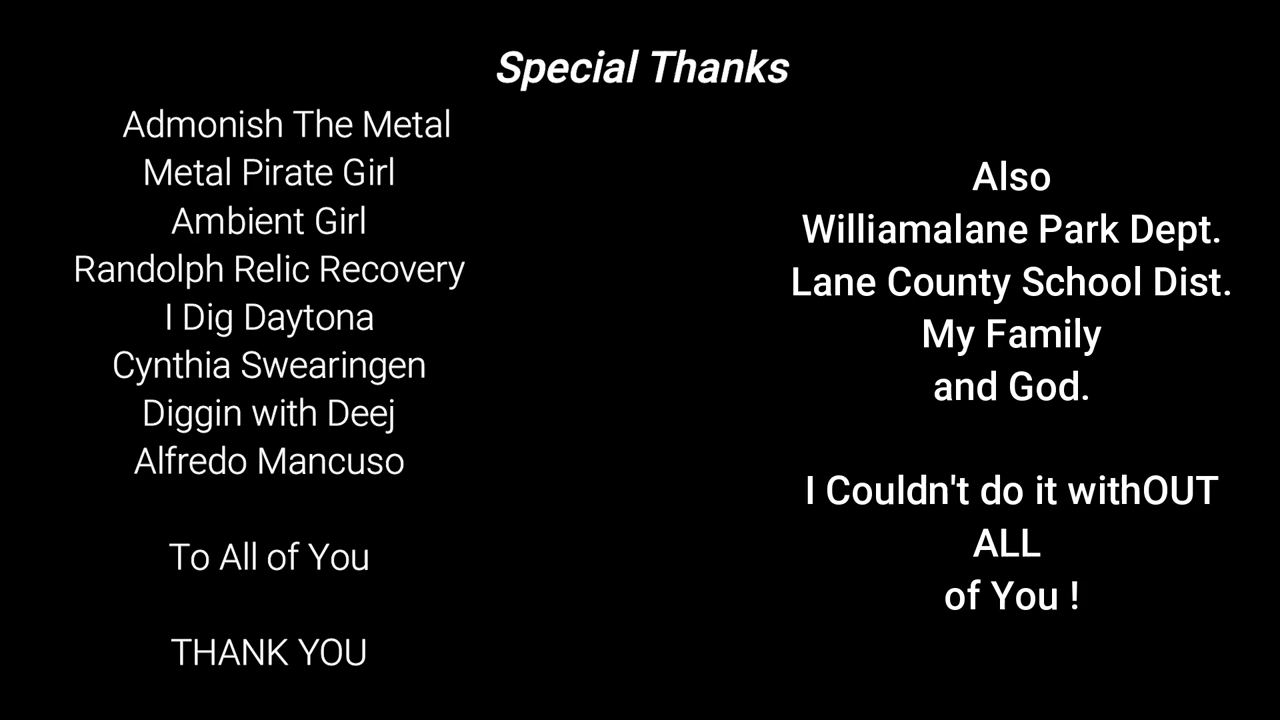 Special Thanks
Admonish The Metal
Metal Pirate Girl
Ambient Girl
Randolph Relic Recovery
I Dig Daytona
Cynthia Swearingen
Diggin with Deej
Alfredo Mancuso
To All of You
THANK YOU
Also
Williamalane Park Dept.
Lane County School Dist.
My Family
and God.
I Couldn't do it withOUT
ALL
of You !